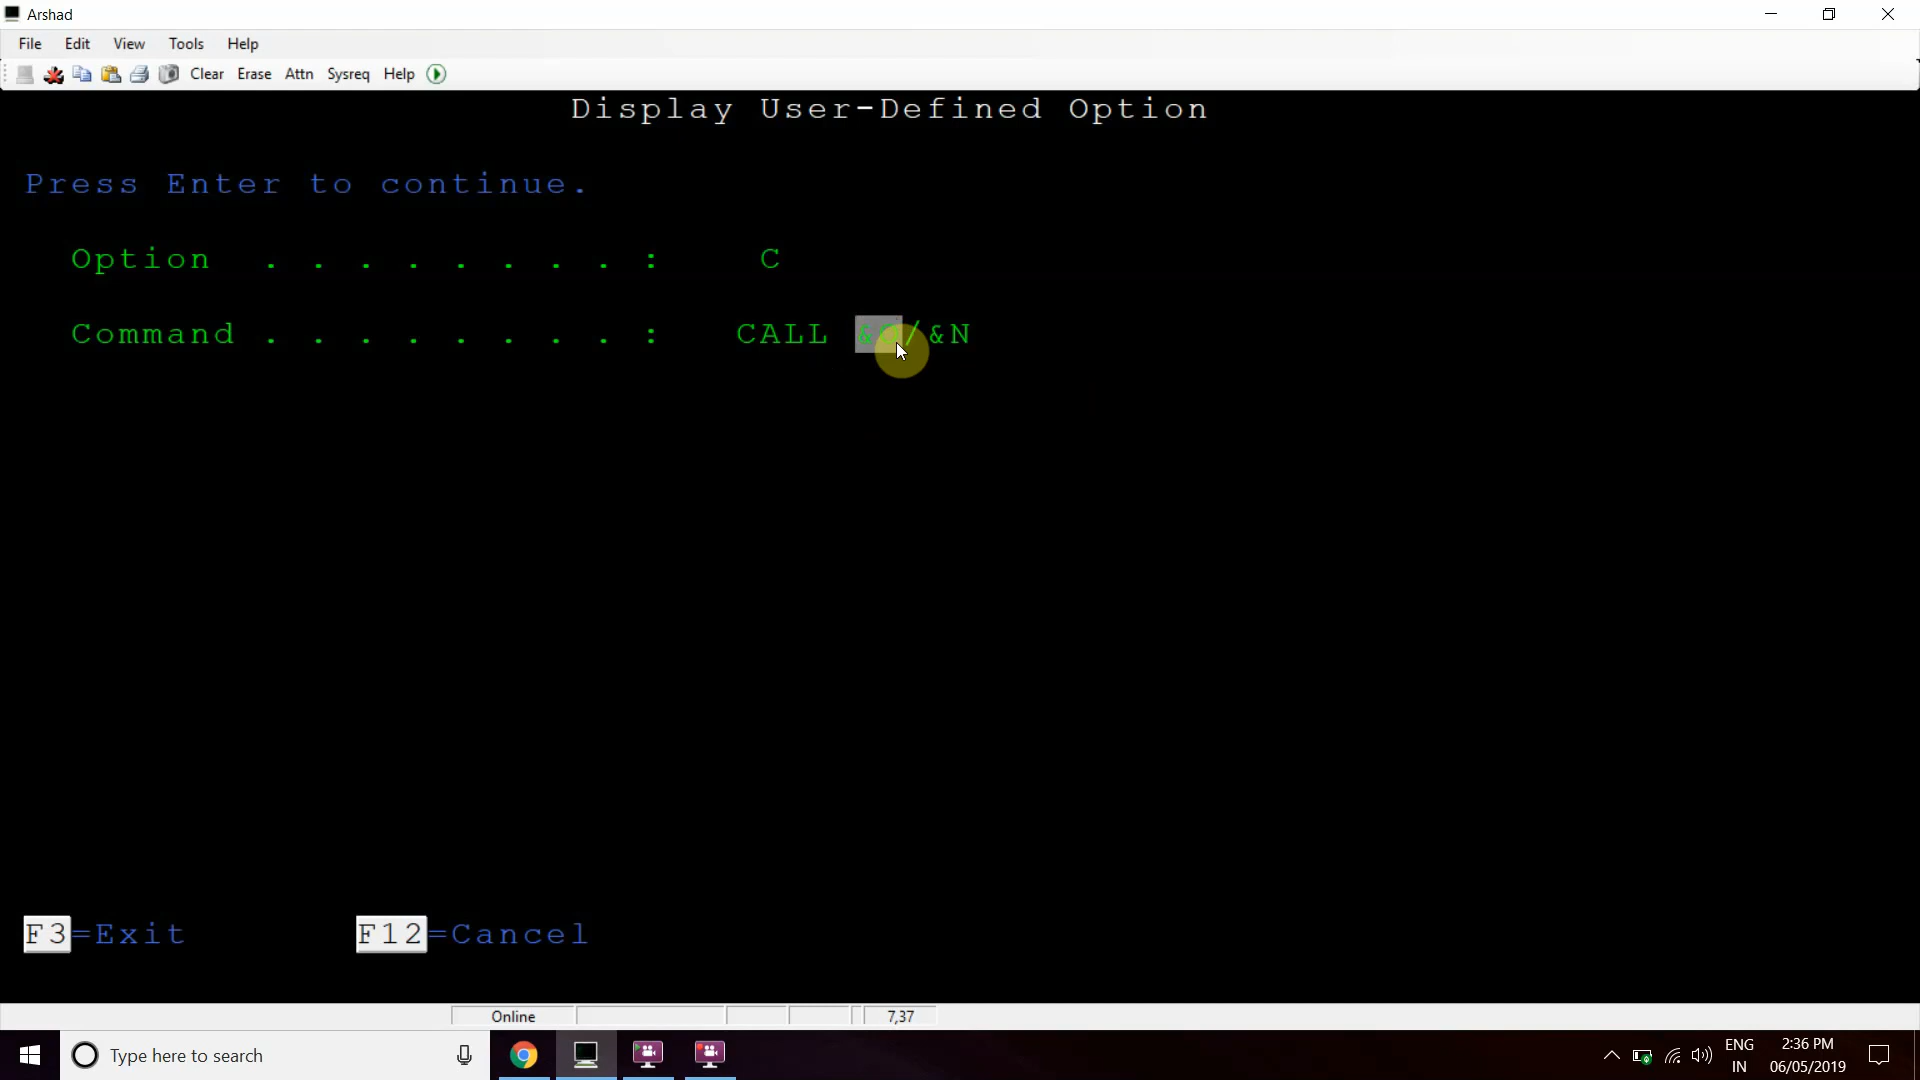 Arshad
File Edit View Tools Help
Clear Erase Attn Sysreq Help
Display User-Defined Option
Press Enter to continue.
Option . . . . . . . . : C
Command . . . . . . . . : CALL &O/&N
F3=Exit F12=Cancel
Online 7,37
Type here to search
ENG 2:36 PM
IN 06/05/2019